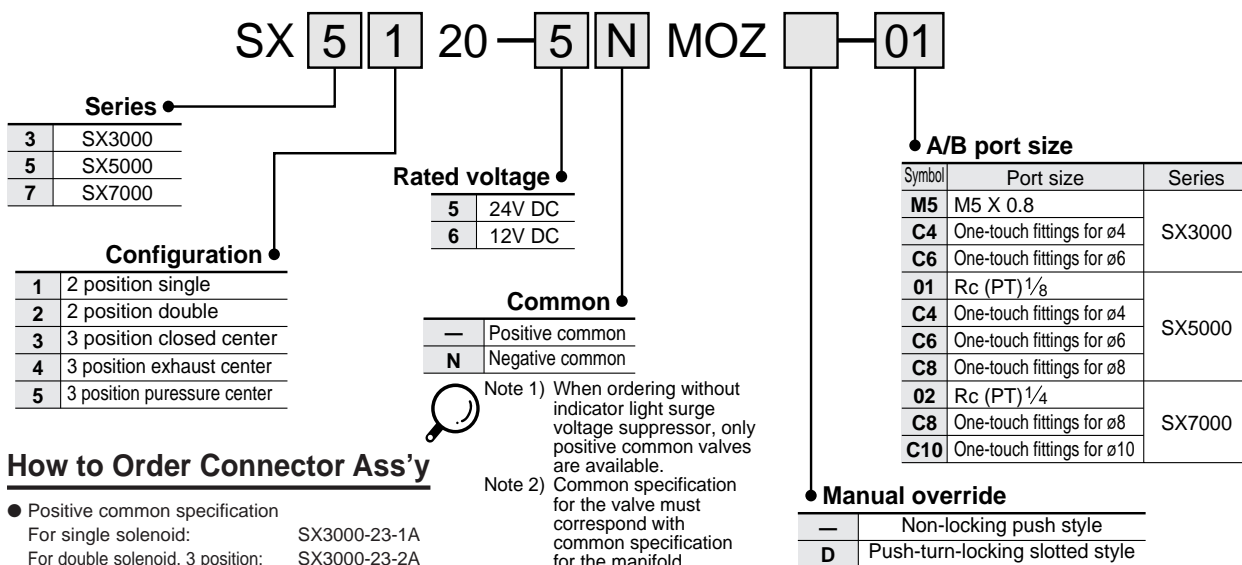 SX 5 1 20 — 5 N MOZ — 01
Series
3 SX3000
5 SX5000
7 SX7000
Configuration
1 2 position single
2 2 position double
3 3 position closed center
4 3 position exhaust center
5 3 position puressure center
Rated voltage
5 24V DC
6 12V DC
Common
— Positive common
N Negative common
Note 1) When ordering without
indicator light surge
voltage suppressor, only
positive common valves
are available.
Note 2) Common specification
for the valve must
correspond with
common specification
for the manifold
A/B port size
Symbol Port size Series
M5 M5 X 0.8
C4 One-touch fittings for ø4 SX3000
C6 One-touch fittings for ø6
01 Rc (PT) 1/8
C4 One-touch fittings for ø4
C6 One-touch fittings for ø6 SX5000
C8 One-touch fittings for ø8
02 Rc (PT) 1/4
C8 One-touch fittings for ø8 SX7000
C10 One-touch fittings for ø10
Manual override
— Non-locking push style
D Push-turn-locking slotted style
How to Order Connector Ass'y
● Positive common specification
For single solenoid: SX3000-23-1A
For double solenoid, 3 position: SX3000-23-2A